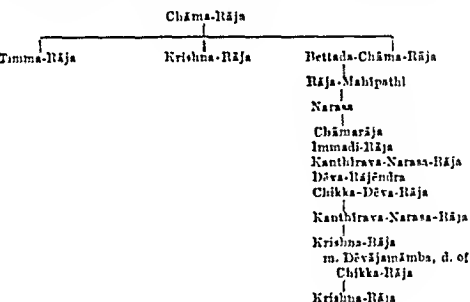 Chāma-Rāja
Timma-Rāja Krishna-Rāja Bettada-Chāma-Rāja
Rāja-Mahipathi
Narasa
Chāmarāja
Immadi-Rāja
Kanthirava-Narasa-Rāja
Dēva-Rājēndra
Chikka-Dēva-Rāja
Kanthirava-Narasa-Rāja
Krishna-Rāja
m. Dēvājamāmba, d. of
Chikka-Rāja
Krishna-Rāja